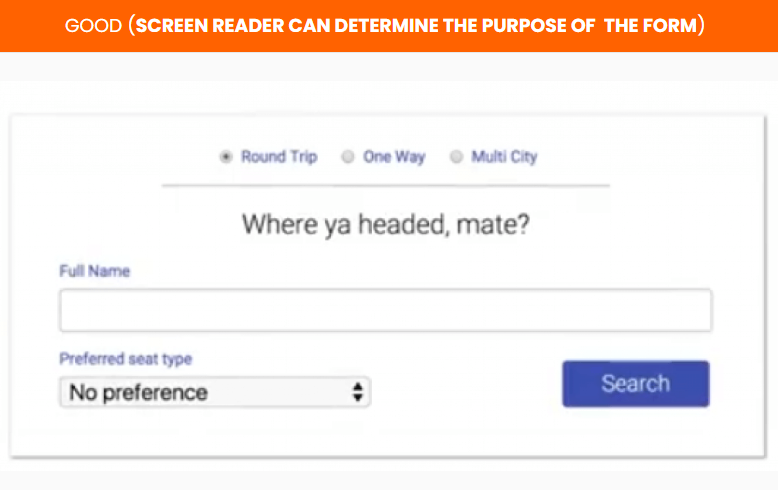 GOOD (SCREEN READER CAN DETERMINE THE PURPOSE OF THE FORM)
Round Trip One Way Multi City
Where ya headed, mate?
Full Name
Preferred seat type
No preference
Search